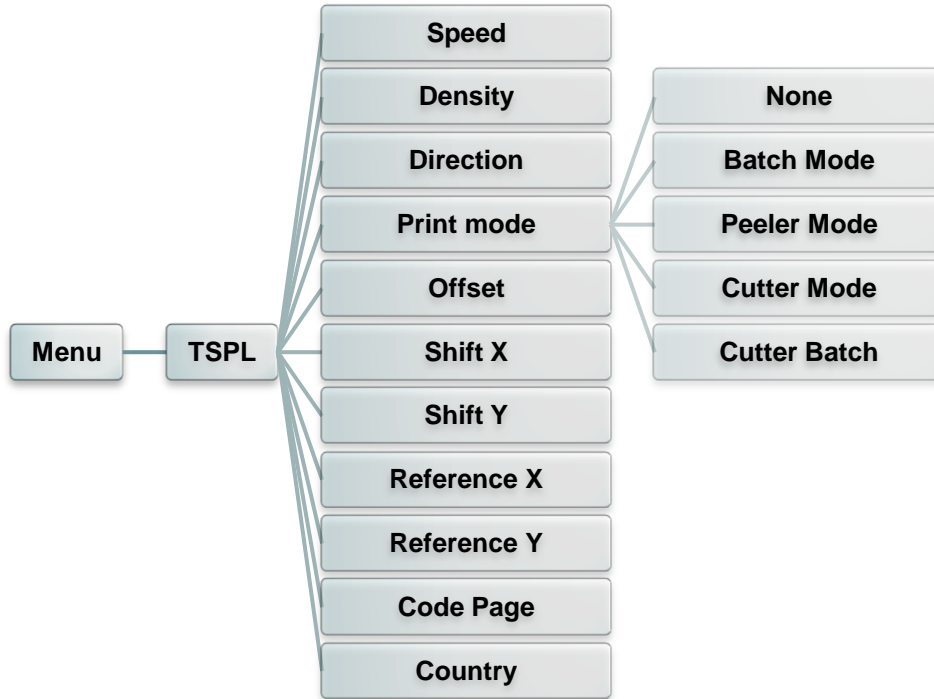 Menu
TSPL
Speed
Density
Direction
Print mode
Offset
Shift X
Shift Y
Reference X
Reference Y
Code Page
Country
None
Batch Mode
Peeler Mode
Cutter Mode
Cutter Batch